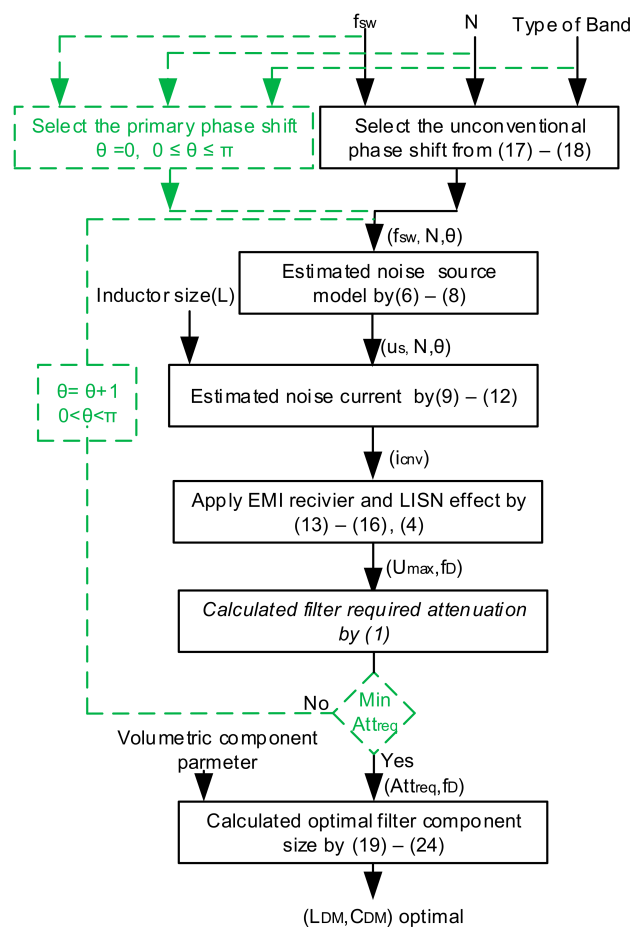 fsw
N
Type of Band
Select the primary phase shift
θ =0, 0 ≤ θ ≤ π
Select the unconventional
phase shift from (17) – (18)
(fsw, N,θ)
Estimated noise source
model by(6) – (8)
Inductor size(L)
(us, N,θ)
θ= θ+1
0<θ<π
Estimated noise current by(9) – (12)
(icnv)
Apply EMI recivier and LISN effect by
(13) – (16), (4)
(Umax,fD)
Calculated filter required attenuation
by (1)
No
Min
Attreq
Volumetric component
parmeter
Yes
(Attreq,fD)
Calculated optimal filter component
size by (19) – (24)
(LDM,CDM) optimal